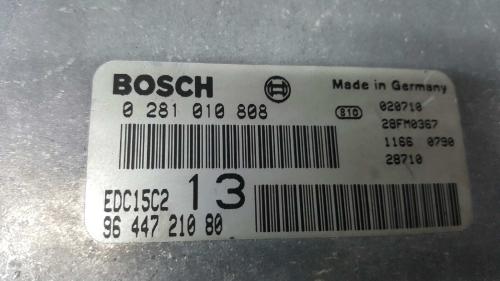 BOSCH
Made in Germany
0 281 010 808
810
020710
28FM0367
1166 0790
28710
EDC15C2 13
96 447 210 80